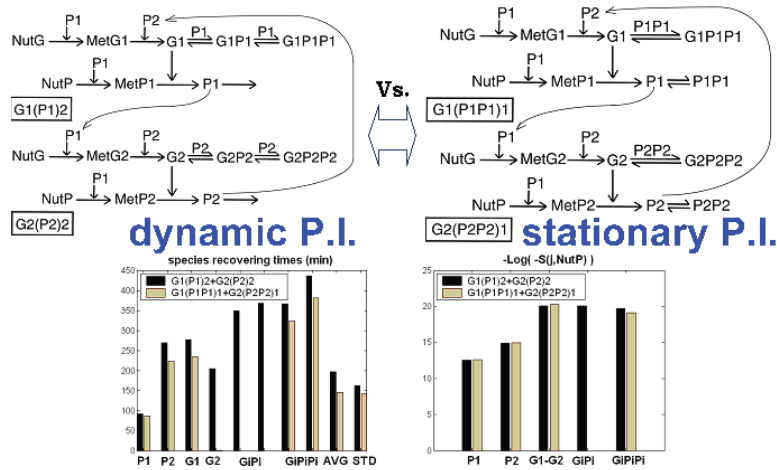 P1 P2 P1 P1
NutG MetG1 G1 G1P1 G1P1P1
P1
NutP MetP1 P1
G1(P1)2
P1 P2 P2 P2
NutG MetG2 G2 G2P2 G2P2P2
P1
NutP MetP2 P2
G2(P2)2
Vs.
P1 P2 P1P1
NutG MetG1 G1 G1P1P1
P1
NutP MetP1 P1 P1P1
G1(P1P1)1
P1 P2 P2P2
NutG MetG2 G2 G2P2P2
P1
NutP MetP2 P2 P2P2
G2(P2P2)1
dynamic P.I.
stationary P.I.
species recovering times (min)
G1(P1)2+G2(P2)2
G1(P1P1)1+G2(P2P2)1
450
400
350
300
250
200
150
100
50
0
P1 P2 G1 G2 GiPi GiPiPi AVG STD
-Log( -S(j,NutP) )
G1(P1)2+G2(P2)2
G1(P1P1)1+G2(P2P2)1
25
20
15
10
5
0
P1 P2 G1-G2 GiPi GiPiPi